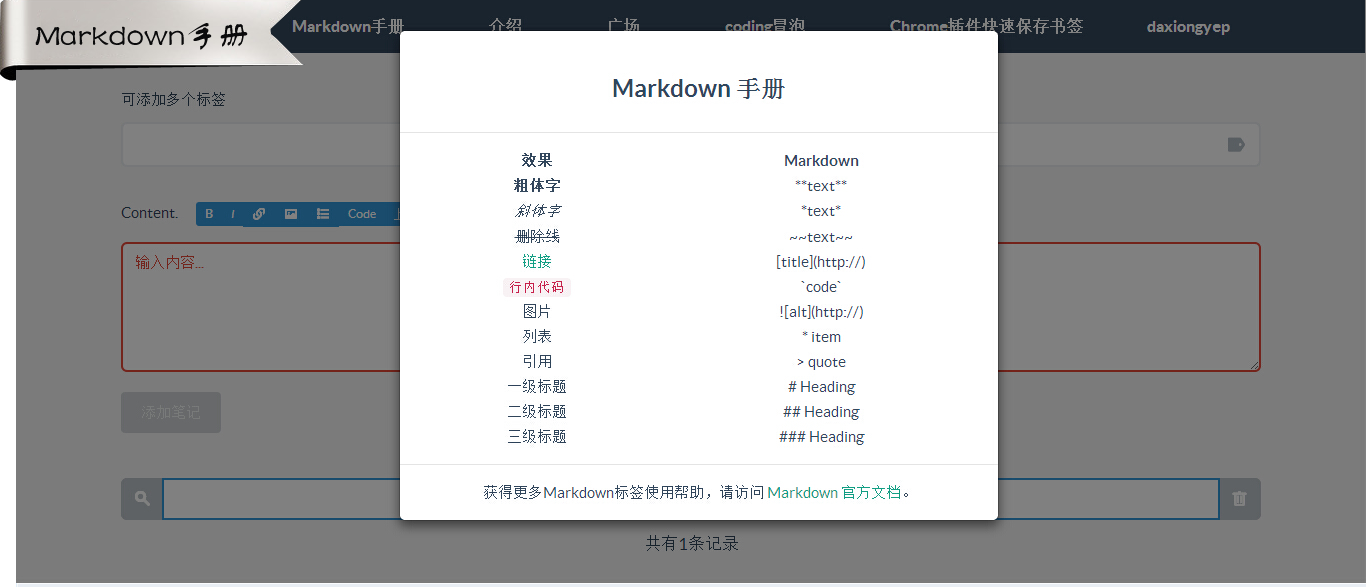 Markdown手册
Markdown手册 介绍 广场 coding冒泡 Chrome插件快速保存书签 daxiongyep
Markdown 手册
可添加多个标签
效果 Markdown
粗体字 **text**
斜体字 *text*
删除线 ~~text~~
链接 [title](http://)
行内代码 `code`
图片 ![alt](http://)
列表 * item
引用 > quote
一级标题 # Heading
二级标题 ## Heading
三级标题 ### Heading
获得更多Markdown标签使用帮助，请访问 Markdown 官方文档。
Content. B I Code
输入内容...
添加笔记
共有1条记录